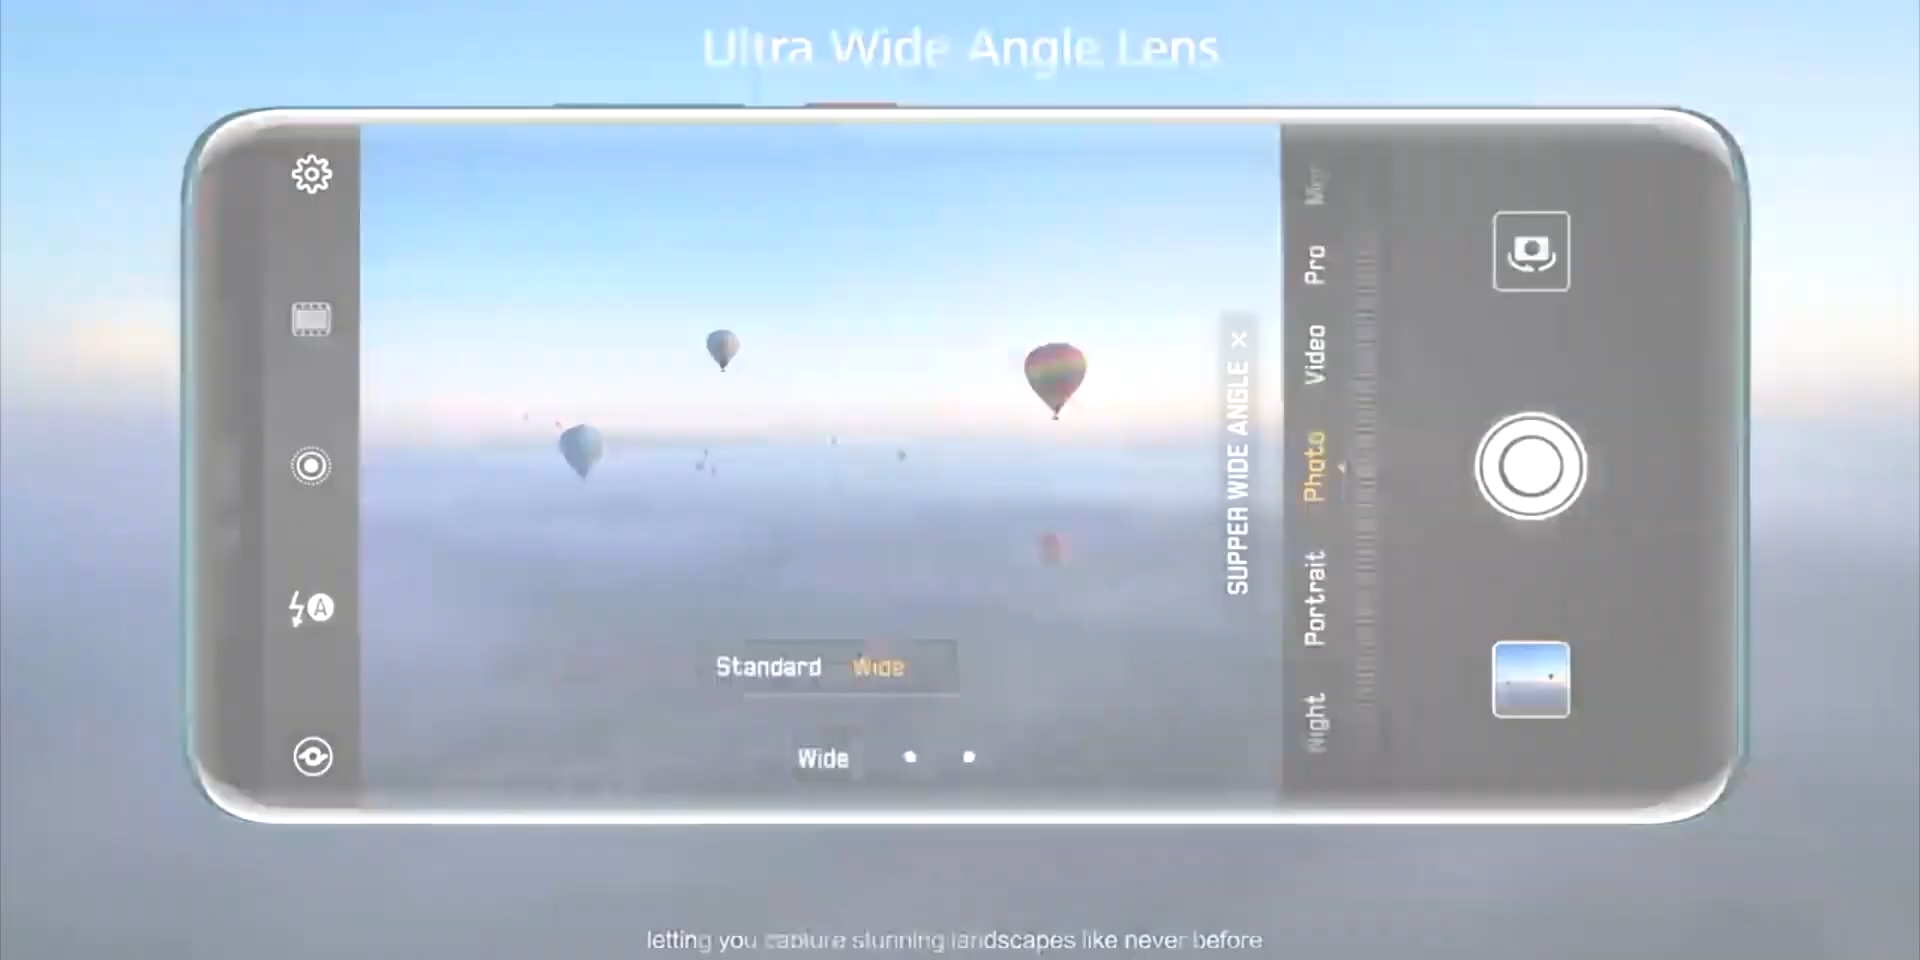 Ultra Wide Angle Lens
A
SUPPER WIDE ANGLE X
Pro
Video
Photo
Portrait
Night
Standard Wide
Wide
letting you capture stunning landscapes like never before